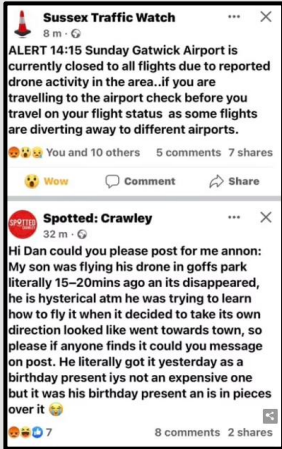 Sussex Traffic Watch
8 m ·
ALERT 14:15 Sunday Gatwick Airport is
currently closed to all flights due to reported
drone activity in the area..if you are
travelling to the airport check before you
travel on your flight status as some flights
are diverting away to different airports.
You and 10 others 5 comments 7 shares
Wow Comment Share
SPOTTED
Spotted: Crawley
32 m ·
Hi Dan could you please post for me annon:
My son was flying his drone in goffs park
literally 15–20mins ago an its disappeared,
he is hysterical atm he was trying to learn
how to fly it when it decided to take its own
direction looked like went towards town, so
please if anyone finds it could you message
on post. He literally got it yesterday as a
birthday present iys not an expensive one
but it was his birthday present an is in pieces
over it
7 8 comments 2 shares